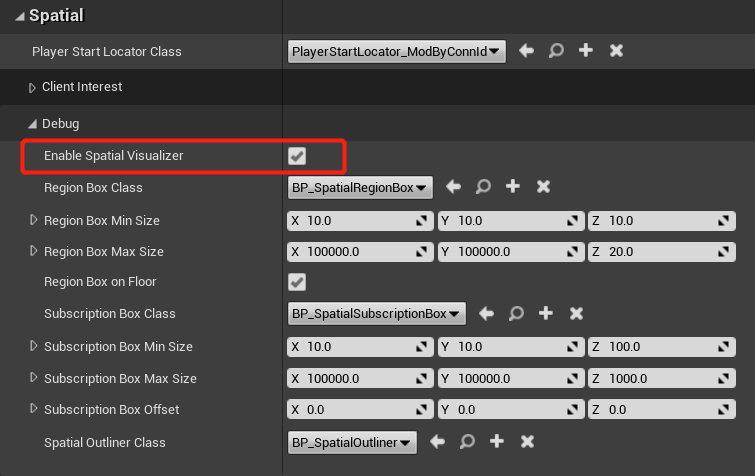 Spatial
Player Start Locator Class PlayerStartLocator_ModByConnId
Client Interest
Debug
Enable Spatial Visualizer
Region Box Class BP_SpatialRegionBox
Region Box Min Size X 10.0 Y 10.0 Z 10.0
Region Box Max Size X 100000.0 Y 100000.0 Z 20.0
Region Box on Floor
Subscription Box Class BP_SpatialSubscriptionBox
Subscription Box Min Size X 10.0 Y 10.0 Z 100.0
Subscription Box Max Size X 100000.0 Y 100000.0 Z 1000.0
Subscription Box Offset X 0.0 Y 0.0 Z 0.0
Spatial Outliner Class BP_SpatialOutliner